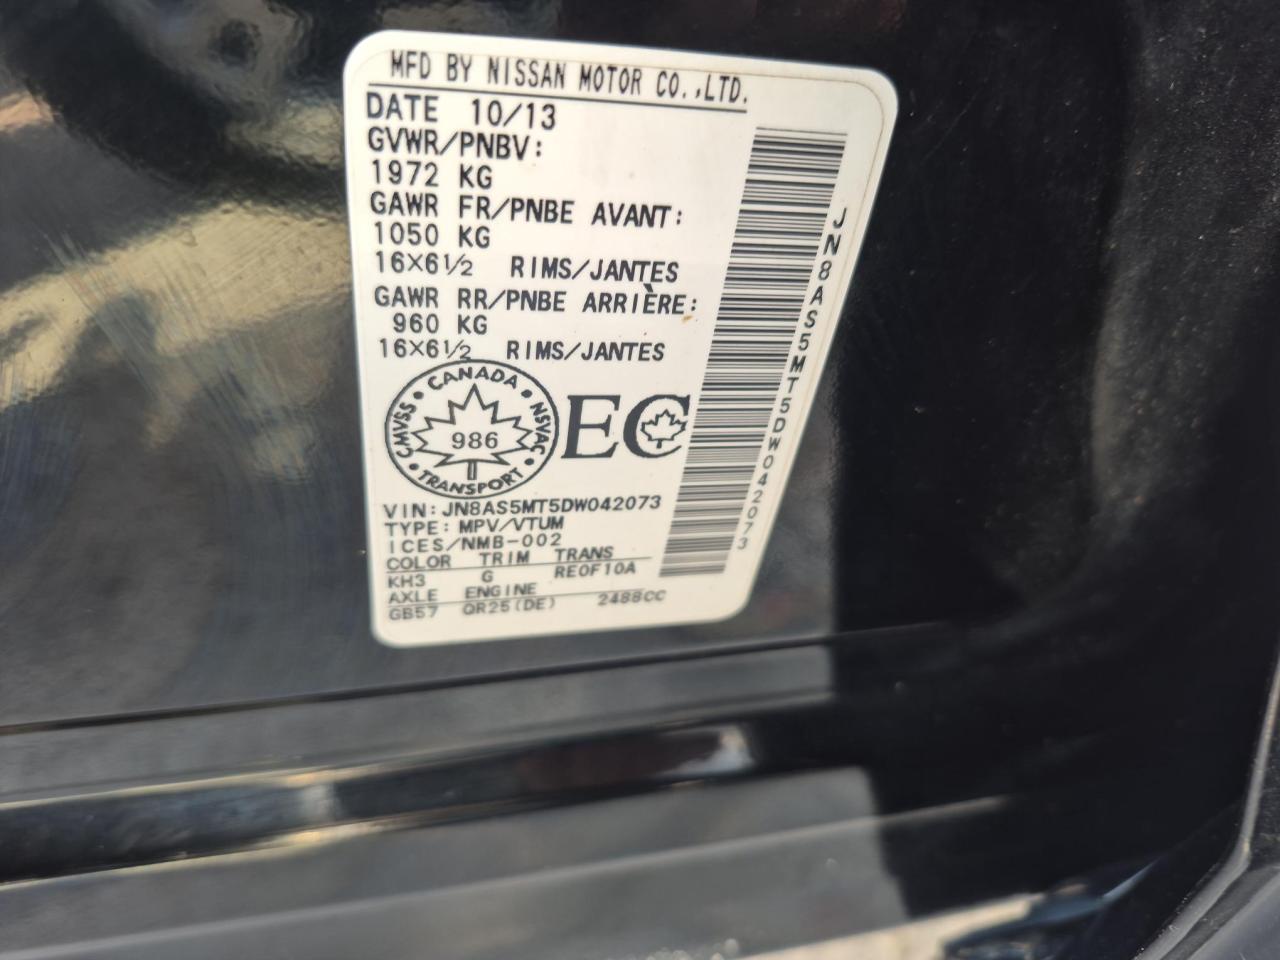 MFD BY NISSAN MOTOR CO.,LTD.
DATE 10/13
GVWR/PNBV:
1972 KG
GAWR FR/PNBE AVANT:
1050 KG
16×6½ RIMS/JANTES
GAWR RR/PNBE ARRIÈRE:
960 KG
16×6½ RIMS/JANTES
CANADA
CMVSS NSVAC
986
TRANSPORT
EC
VIN:JN8AS5MT5DW042073
TYPE:MPV/VTUM
ICES/NMB-002
COLOR TRIM TRANS
KH3 G RE0F10A
AXLE ENGINE
GB57 QR25(DE) 2488CC
JN8AS5MT5DW042073